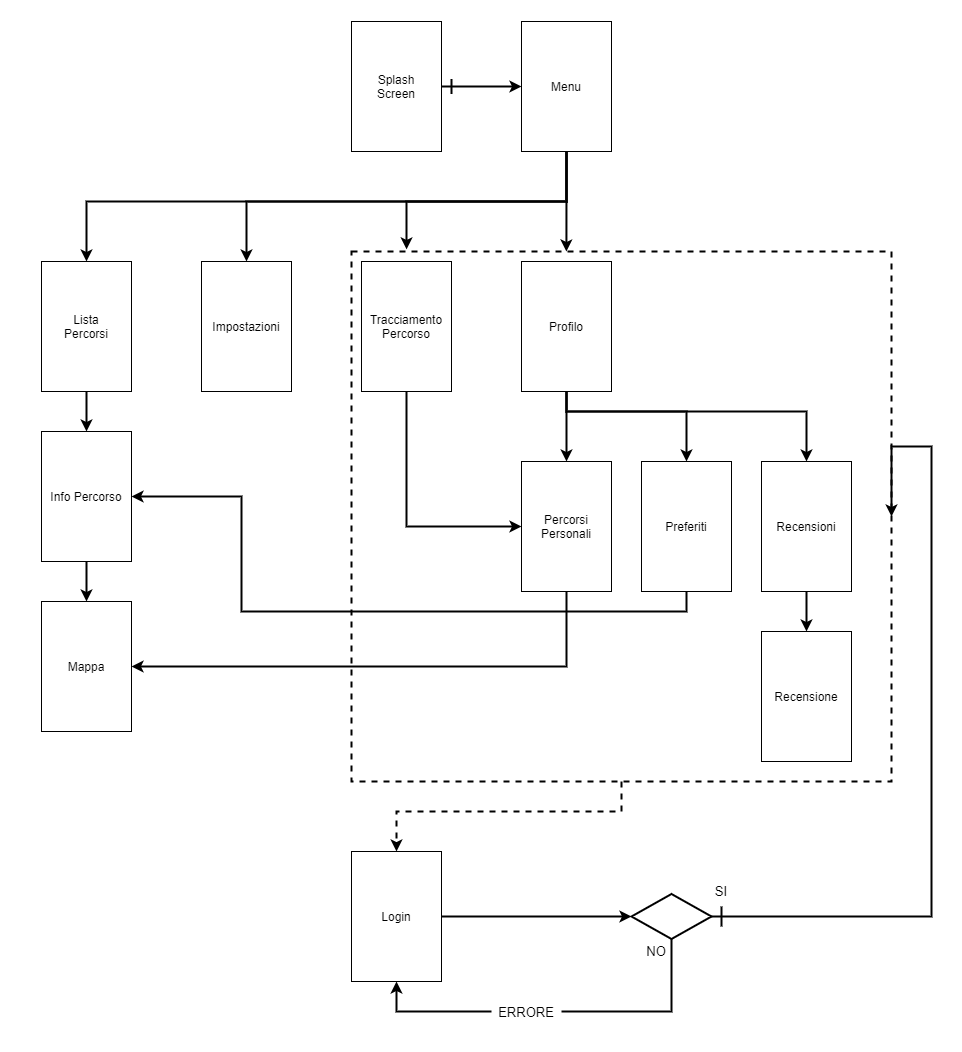 Splash
Screen
Menu
Lista
Percorsi
Impostazioni
Tracciamento
Percorso
Profilo
Info Percorso
Percorsi
Personali
Preferiti
Recensioni
Mappa
Recensione
Login
SI
NO
ERRORE